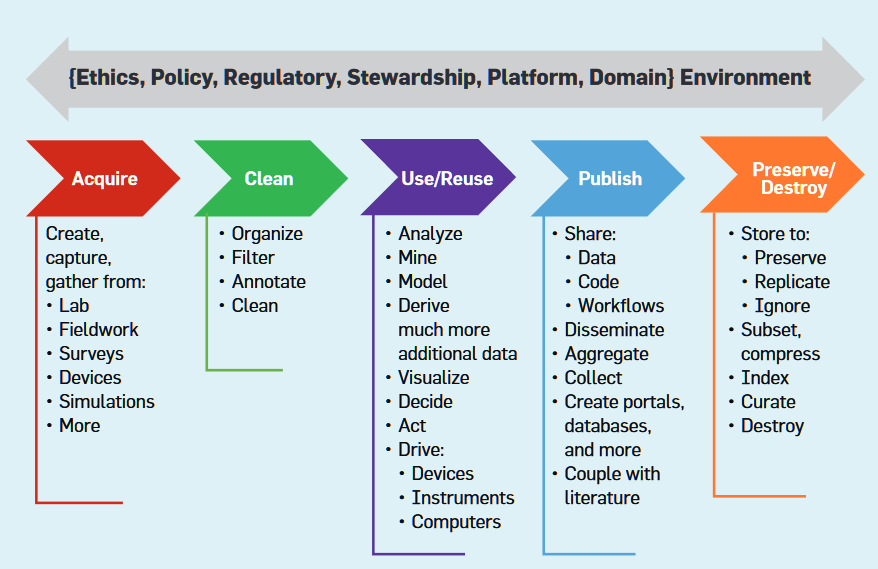 {Ethics, Policy, Regulatory, Stewardship, Platform, Domain} Environment
Acquire
Create,
capture,
gather from:
• Lab
• Fieldwork
• Surveys
• Devices
• Simulations
• More
Clean
• Organize
• Filter
• Annotate
• Clean
Use/Reuse
• Analyze
• Mine
• Model
• Derive
much more
additional data
• Visualize
• Decide
• Act
• Drive:
• Devices
• Instruments
• Computers
Publish
• Share:
• Data
• Code
• Workflows
• Disseminate
• Aggregate
• Collect
• Create portals,
databases,
and more
• Couple with
literature
Preserve/
Destroy
• Store to:
• Preserve
• Replicate
• Ignore
• Subset,
compress
• Index
• Curate
• Destroy